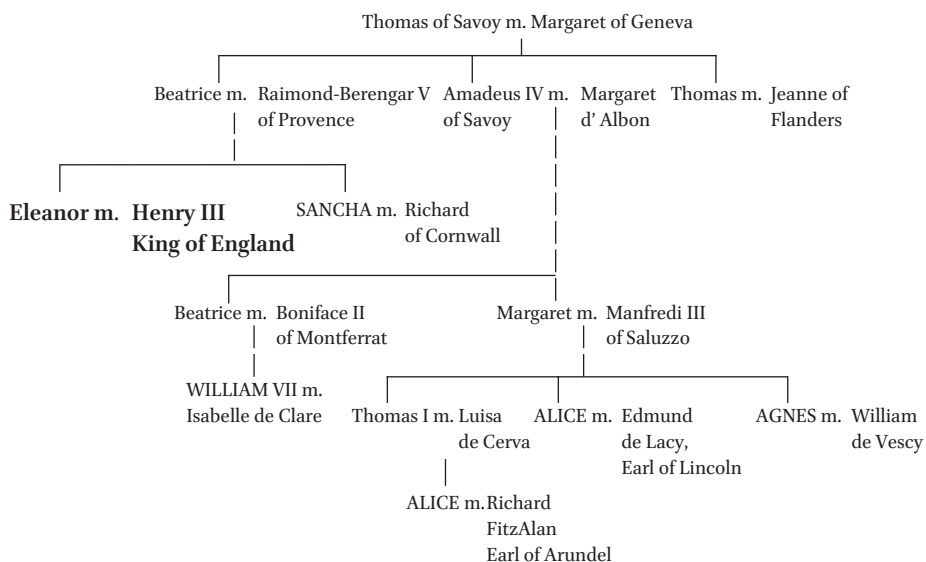 Thomas of Savoy m. Margaret of Geneva
Beatrice m. Raimond-Berengar V Amadeus IV m. Margaret Thomas m. Jeanne of
of Provence of Savoy d' Albon Flanders
Eleanor m. Henry III SANCHA m. Richard
King of England of Cornwall
Beatrice m. Boniface II Margaret m. Manfredi III
of Montferrat of Saluzzo
WILLIAM VII m.
Isabelle de Clare Thomas I m. Luisa ALICE m. Edmund AGNES m. William
de Cerva de Lacy, de Vescy
Earl of Lincoln
ALICE m. Richard
FitzAlan
Earl of Arundel